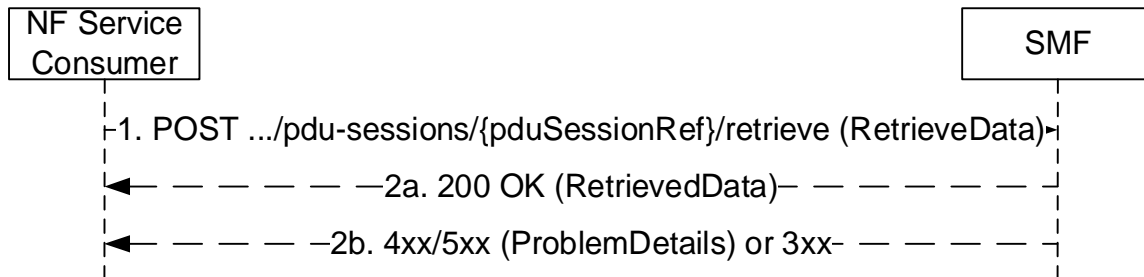 NF Service
Consumer
SMF
1. POST .../pdu-sessions/{pduSessionRef}/retrieve (RetrieveData)
2a. 200 OK (RetrievedData)
2b. 4xx/5xx (ProblemDetails) or 3xx